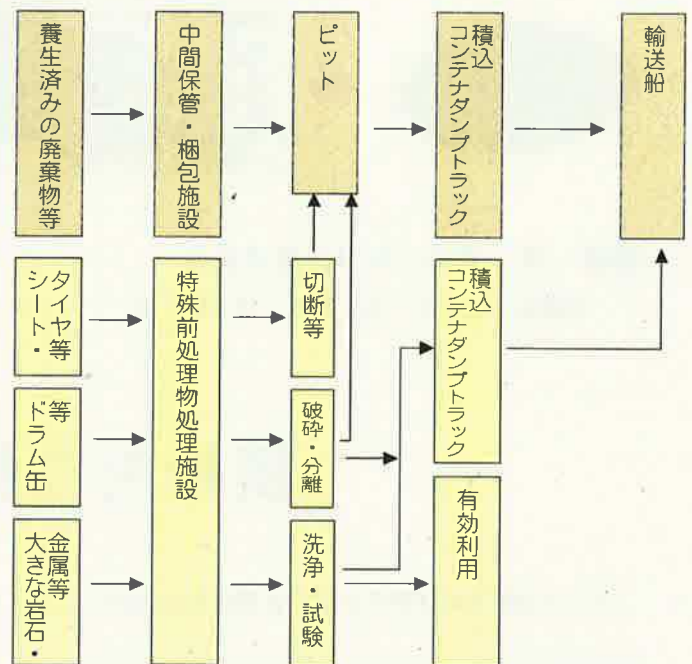 養生済みの廃棄物等
中間保管・梱包施設
ピット
積込
コンテナダンプトラック
輸送船
タイヤ等
シート・
特殊前処理物処理施設
切断等
積込
コンテナダンプトラック
等
ドラム缶
破砕・分離
金属等
大きな岩石・
洗浄・試験
有効利用